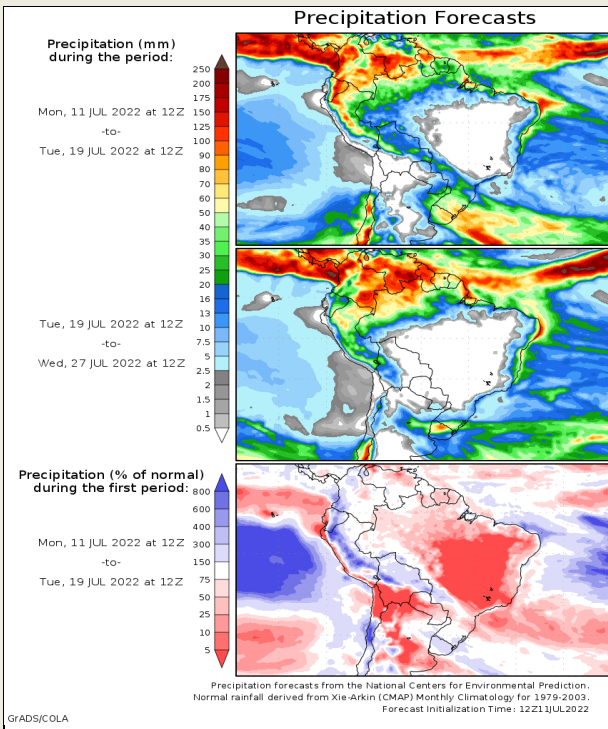 Precipitation Forecasts
Precipitation (mm)
during the period:
Mon, 11 JUL 2022 at 12Z
-to-
Tue, 19 JUL 2022 at 12Z
250
200
175
150
125
100
90
80
70
60
50
40
35
30
25
20
16
13
10
7.5
5
2.5
2
1.5
1
0.5
Tue, 19 JUL 2022 at 12Z
-to-
Wed, 27 JUL 2022 at 12Z
Precipitation (% of normal)
during the first period:
Mon, 11 JUL 2022 at 12Z
-to-
Tue, 19 JUL 2022 at 12Z
800
600
400
300
150
75
50
25
10
5
Precipitation forecasts from the National Centers for Environmental Prediction.
Normal rainfall derived from Xie-Arkin (CMAP) Monthly Climatology for 1979-2003.
Forecast Initialization Time: 12Z11JUL2022
GrADS/COLA